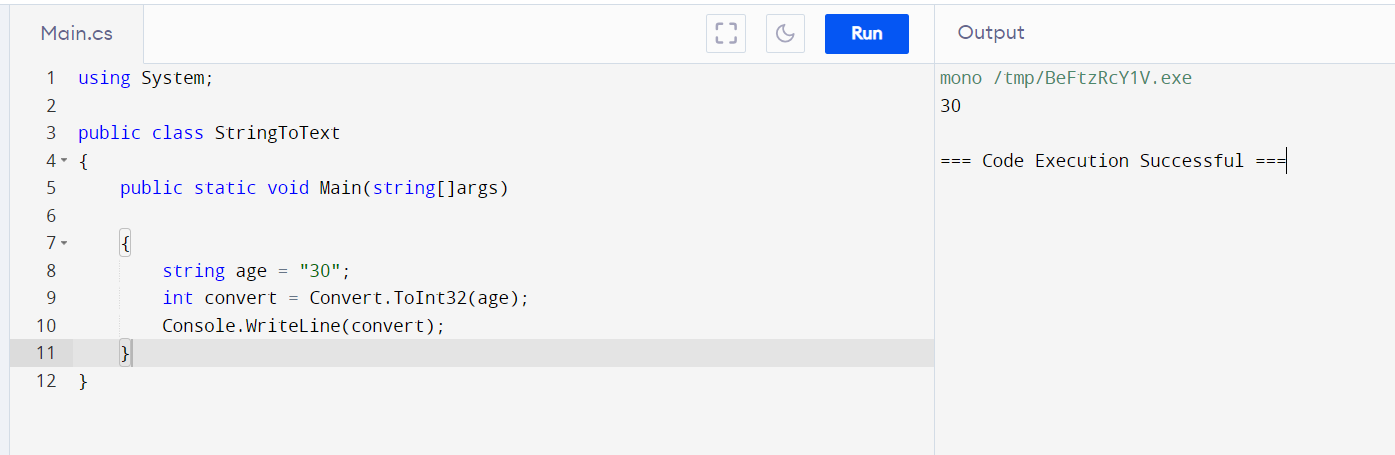 Main.cs
Run
Output
1 using System;
2
3 public class StringToText
4 {
5     public static void Main(string[]args)
6
7     {
8         string age = "30";
9         int convert = Convert.ToInt32(age);
10         Console.WriteLine(convert);
11     }
12 }
mono /tmp/BeFtzRcY1V.exe
30
=== Code Execution Successful ===